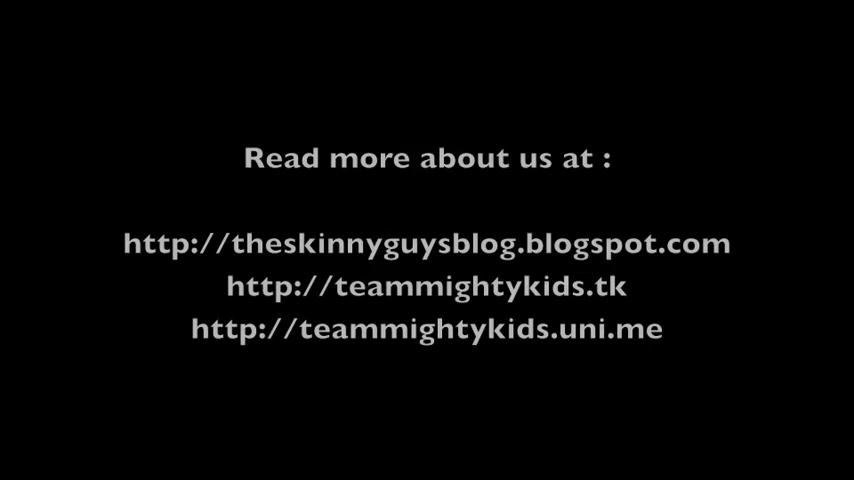 Read more about us at :
http://theskinnyguysblog.blogspot.com
http://teammightykids.tk
http://teammightykids.uni.me